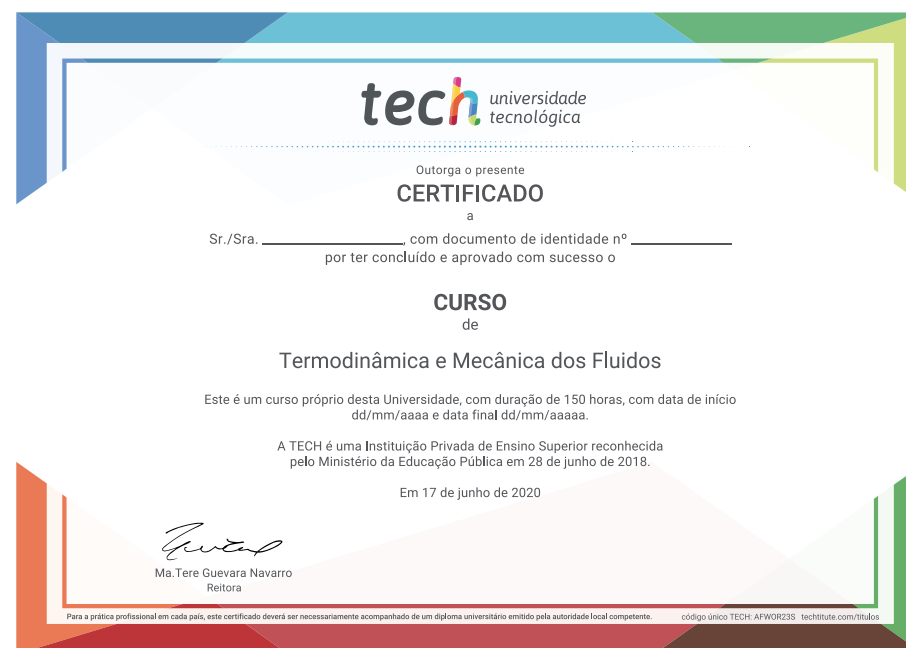 tech universidade
tecnológica
Outorga o presente
CERTIFICADO
a
Sr./Sra. ____________, com documento de identidade nº ____________
por ter concluído e aprovado com sucesso o
CURSO
de
Termodinâmica e Mecânica dos Fluidos
Este é um curso próprio desta Universidade, com duração de 150 horas, com data de início
dd/mm/aaaa e data final dd/mm/aaaaa.
A TECH é uma Instituição Privada de Ensino Superior reconhecida
pelo Ministério da Educação Pública em 28 de junho de 2018.
Em 17 de junho de 2020
Ma.Tere Guevara Navarro
Reitora
Para a prática profissional em cada país, este certificado deverá ser necessariamente acompanhado de um diploma universitário emitido pela autoridade local competente. código único TECH: AFWOR23S techtitute.com/titulos